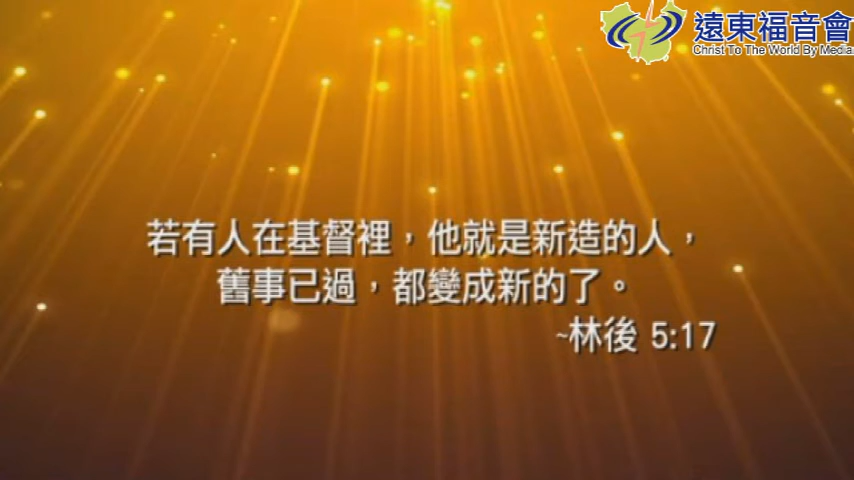 遠東福音會
Christ To The World By Media
若有人在基督裡，他就是新造的人，
舊事已過，都變成新的了。
~林後 5:17